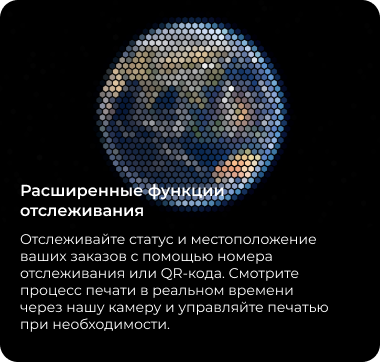 Расширенные функции
отслеживания
Отслеживайте статус и местоположение
ваших заказов с помощью номера
отслеживания или QR-кода. Смотрите
процесс печати в реальном времени
через нашу камеру и управляйте печатью
при необходимости.